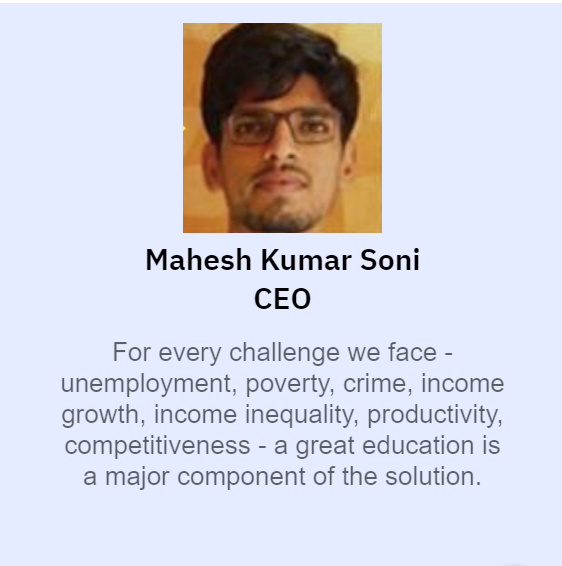 Mahesh Kumar Soni
CEO
For every challenge we face -
unemployment, poverty, crime, income
growth, income inequality, productivity,
competitiveness - a great education is
a major component of the solution.